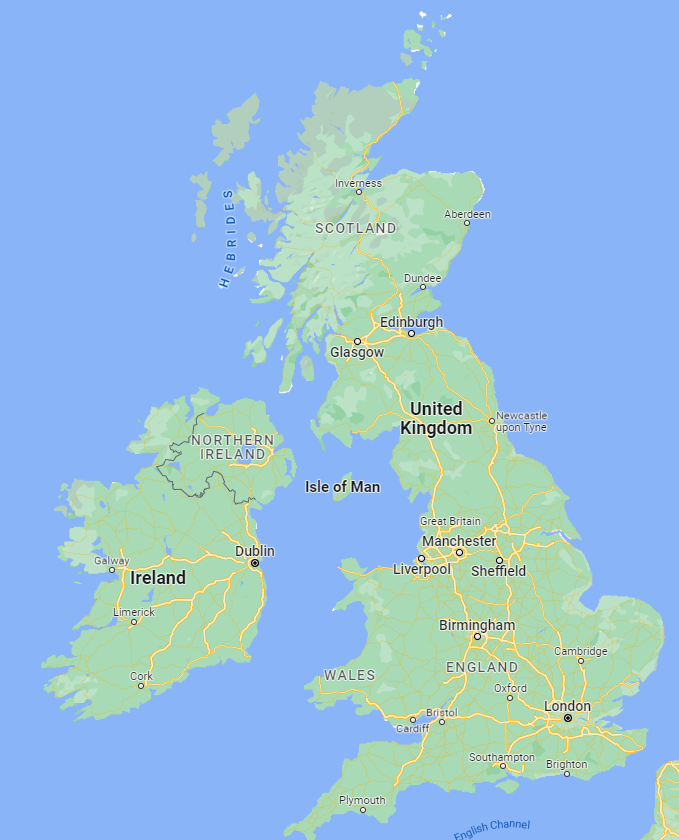 Inverness
HEBRIDES
SCOTLAND
Aberdeen
Dundee
Edinburgh
Glasgow
United
Kingdom
Newcastle
upon Tyne
NORTHERN
IRELAND
Isle of Man
Great Britain
Manchester
Dublin
Galway
Liverpool
Sheffield
Ireland
Limerick
Birmingham
Cambridge
ENGLAND
WALES
Cork
Oxford
London
Bristol
Cardiff
Southampton
Brighton
Plymouth
English Channel